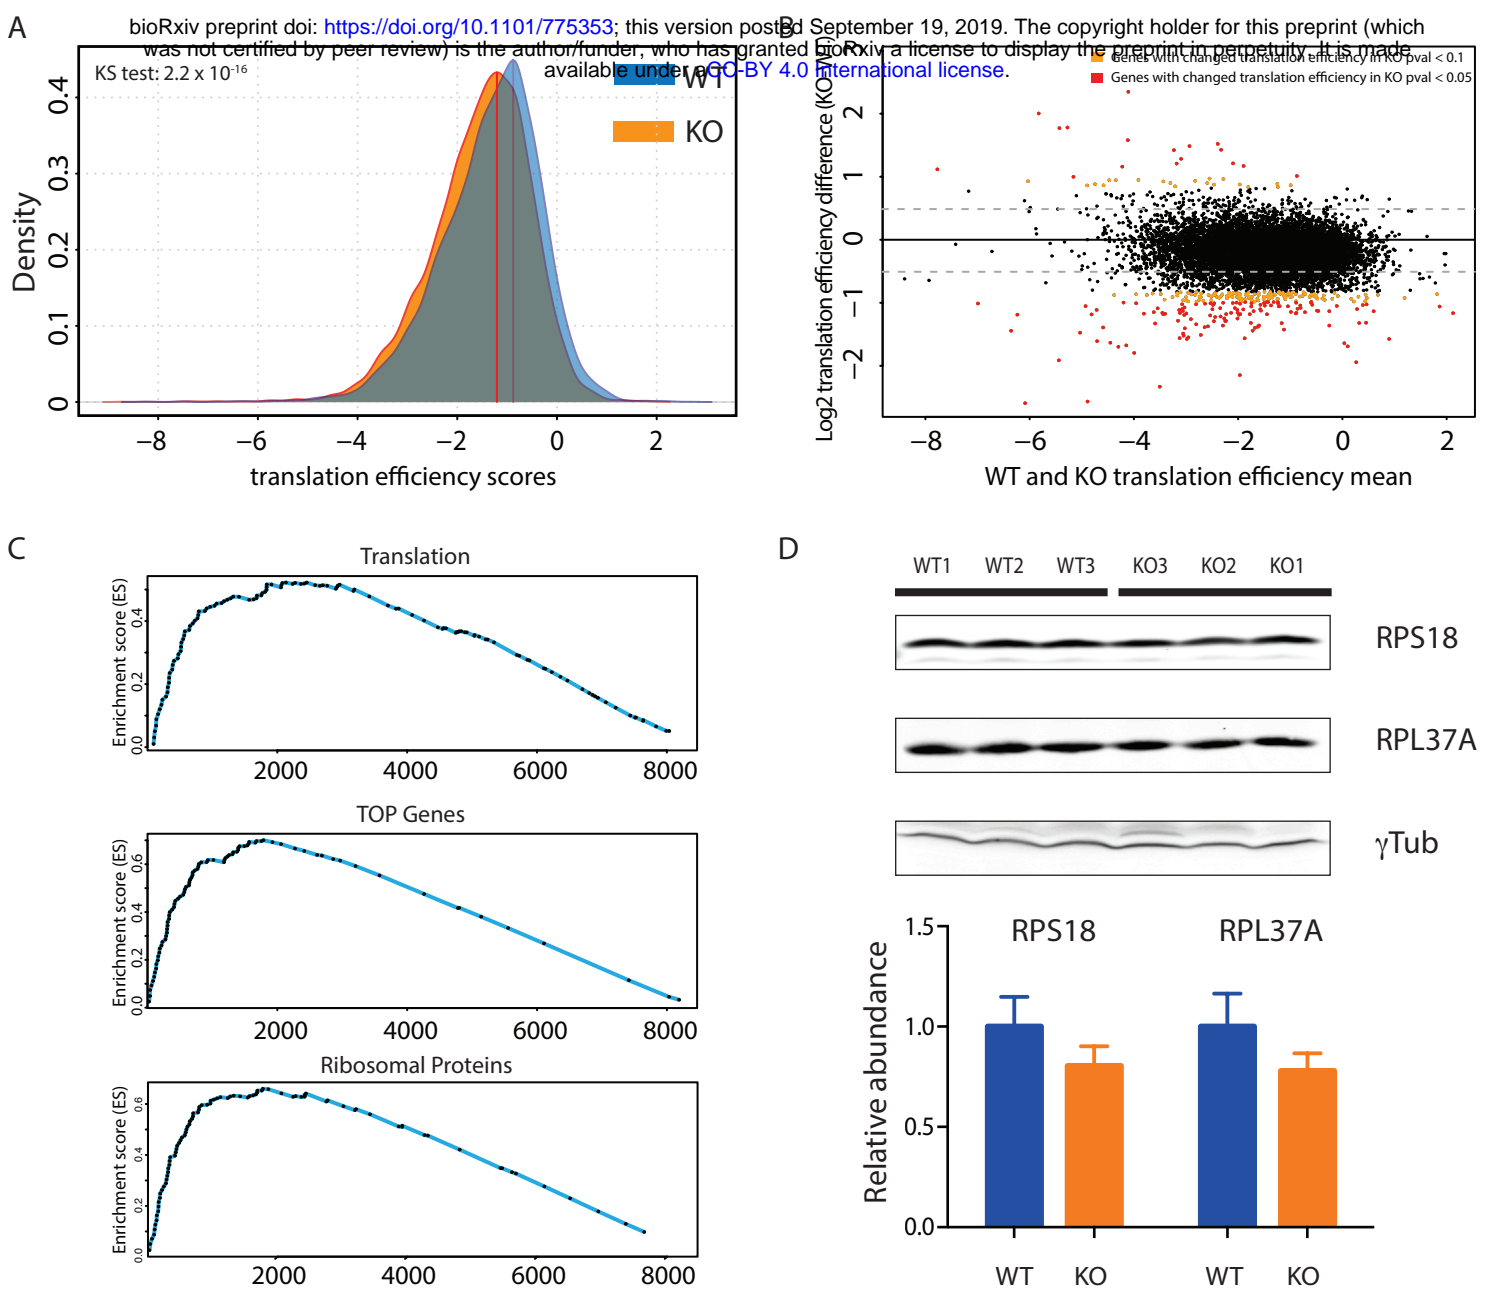 bioRxiv preprint doi: https://doi.org/10.1101/775353; this version posted September 19, 2019. The copyright holder for this preprint (which
was not certified by peer review) is the author/funder, who has granted bioRxiv a license to display the preprint in perpetuity. It is made
available under aCC-BY 4.0 International license.
A
KS test: 2.2 x 10-16
WT
KO
Density
0
0.1
0.2
0.3
0.4
−8
−6
−4
−2
0
2
translation efficiency scores
B
Genes with changed translation efficiency in KO pval < 0.1
Genes with changed translation efficiency in KO pval < 0.05
Log2 translation efficiency difference (KO-WT)
2
1
0
−1
−2
−8
−6
−4
−2
0
2
WT and KO translation efficiency mean
C
Translation
Enrichment score (ES)
0.0
0.2
0.4
2000
4000
6000
8000
TOP Genes
Enrichment score (ES)
0.0
0.2
0.4
0.6
2000
4000
6000
8000
Ribosomal Proteins
Enrichment score (ES)
0.0
0.2
0.4
0.6
2000
4000
6000
8000
D
WT1 WT2 WT3 KO3 KO2 KO1
RPS18
RPL37A
γTub
Relative abundance
1.5
1.0
0.5
0.0
RPS18 RPL37A
WT KO WT KO